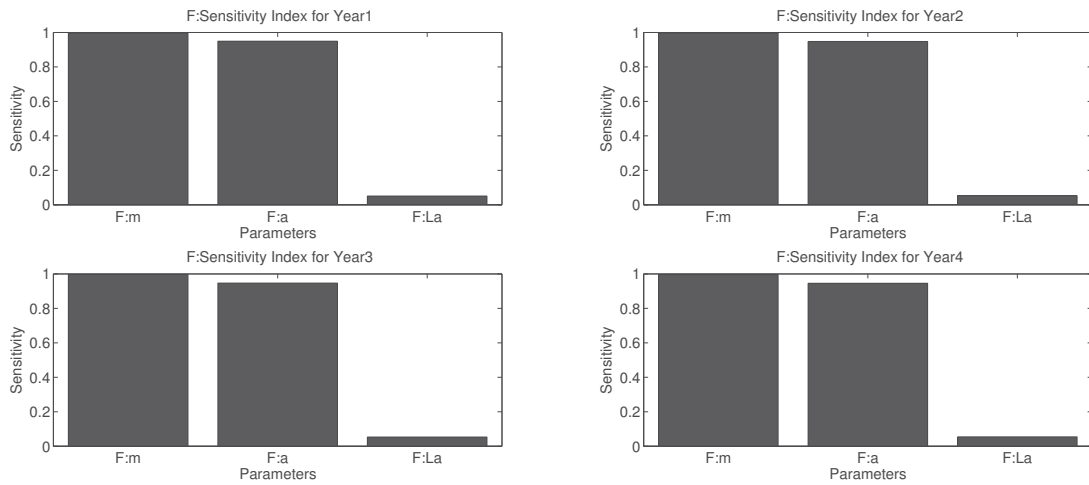 F:Sensitivity Index for Year1
1
0.8
0.6
0.4
0.2
0
Sensitivity
F:m F:a F:La
Parameters
F:Sensitivity Index for Year2
1
0.8
0.6
0.4
0.2
0
Sensitivity
F:m F:a F:La
Parameters
F:Sensitivity Index for Year3
1
0.8
0.6
0.4
0.2
0
Sensitivity
F:m F:a F:La
Parameters
F:Sensitivity Index for Year4
1
0.8
0.6
0.4
0.2
0
Sensitivity
F:m F:a F:La
Parameters